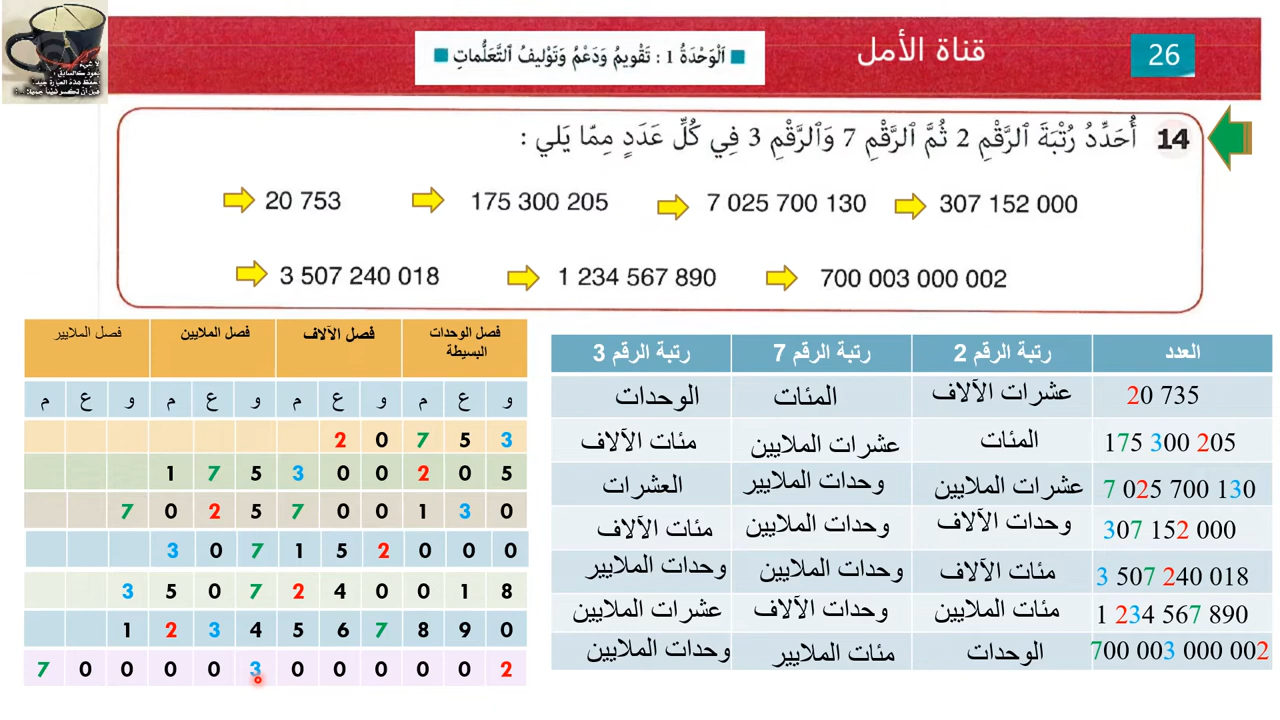 26
قناة الأمل
اَلْوَحْدَةُ 1 : تَقْوِيمُ وَدَعْمُ وَتَوْلِيفُ اَلتَّعَلُّمَاتِ
14 أُحَدِّدُ رُتْبَةَ اَلرَّقْمِ 2 ثُمَّ اَلرَّقْمِ 7 وَاَلرَّقْمِ 3 فِي كُلِّ عَدَدٍ مِمَّا يَلي :
20 753 175 300 205 7 025 700 130 307 152 000
3 507 240 018 1 234 567 890 700 003 000 002
العدد رتبة الرقم 2 رتبة الرقم 7 رتبة الرقم 3
20 735 عشرات الآلاف المئات الوحدات
175 300 205 المئات عشرات الملايين مئات الآلاف
7 025 700 130 عشرات الملايين وحدات الملايير العشرات
307 152 000 وحدات الآلاف وحدات الملايين مئات الآلاف
3 507 240 018 مئات الآلاف وحدات الملايين وحدات الملايير
1 234 567 890 مئات الملايين وحدات الآلاف عشرات الملايين
700 003 000 002 الوحدات مئات الملايير وحدات الملايين
فصل الوحدات البسيطة فصل الآلاف فصل الملايين فصل الملايير
و ع م و ع م و ع م و ع م
2 0 7 5 3
1 7 5 3 0 0 2 0 5
7 0 2 5 7 0 0 1 3 0
3 0 7 1 5 2 0 0 0
3 5 0 7 2 4 0 0 1 8
1 2 3 4 5 6 7 8 9 0
7 0 0 0 0 3 0 0 0 0 0 2